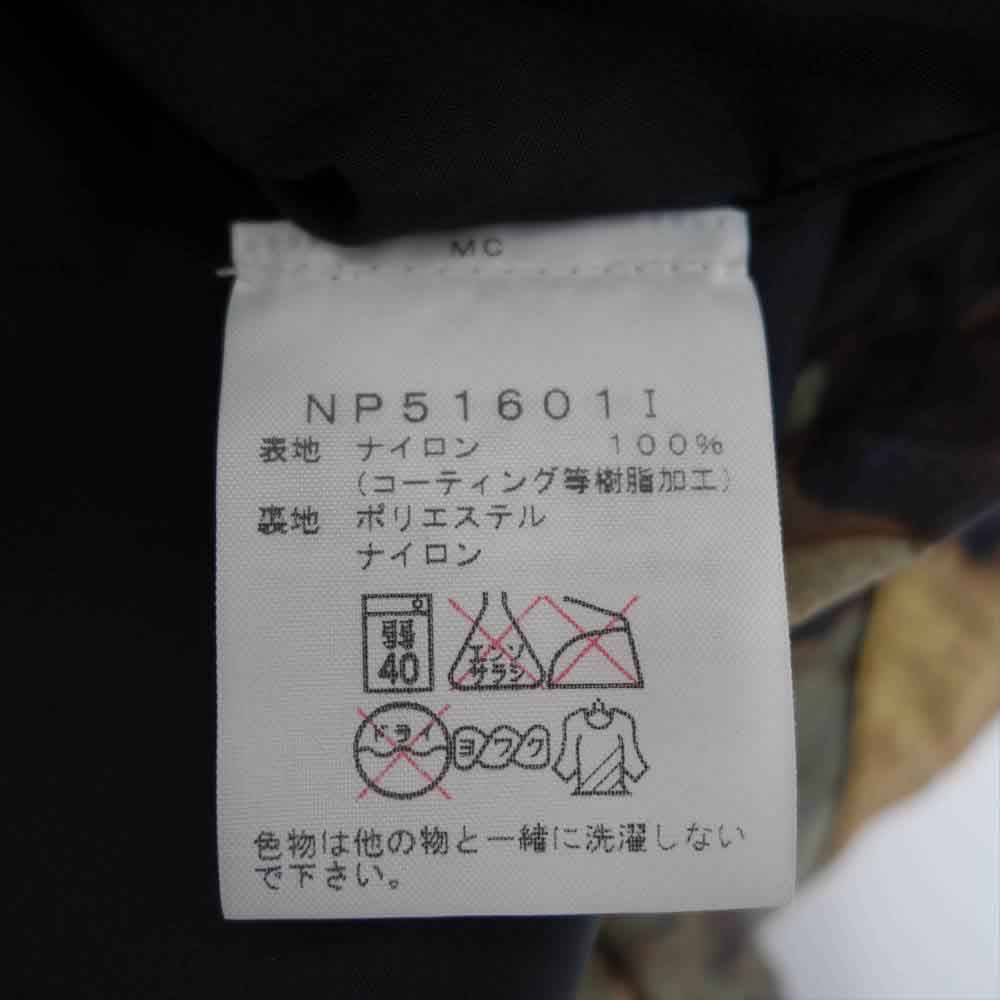 MC
NP51601I
表地 ナイロン 100%
(コーティング等樹脂加工)
裏地 ポリエステル
ナイロン
弱
40
エンソ
サラシ
ドライ
ヨワク
色物は他の物と一緒に洗濯しない
で下さい。